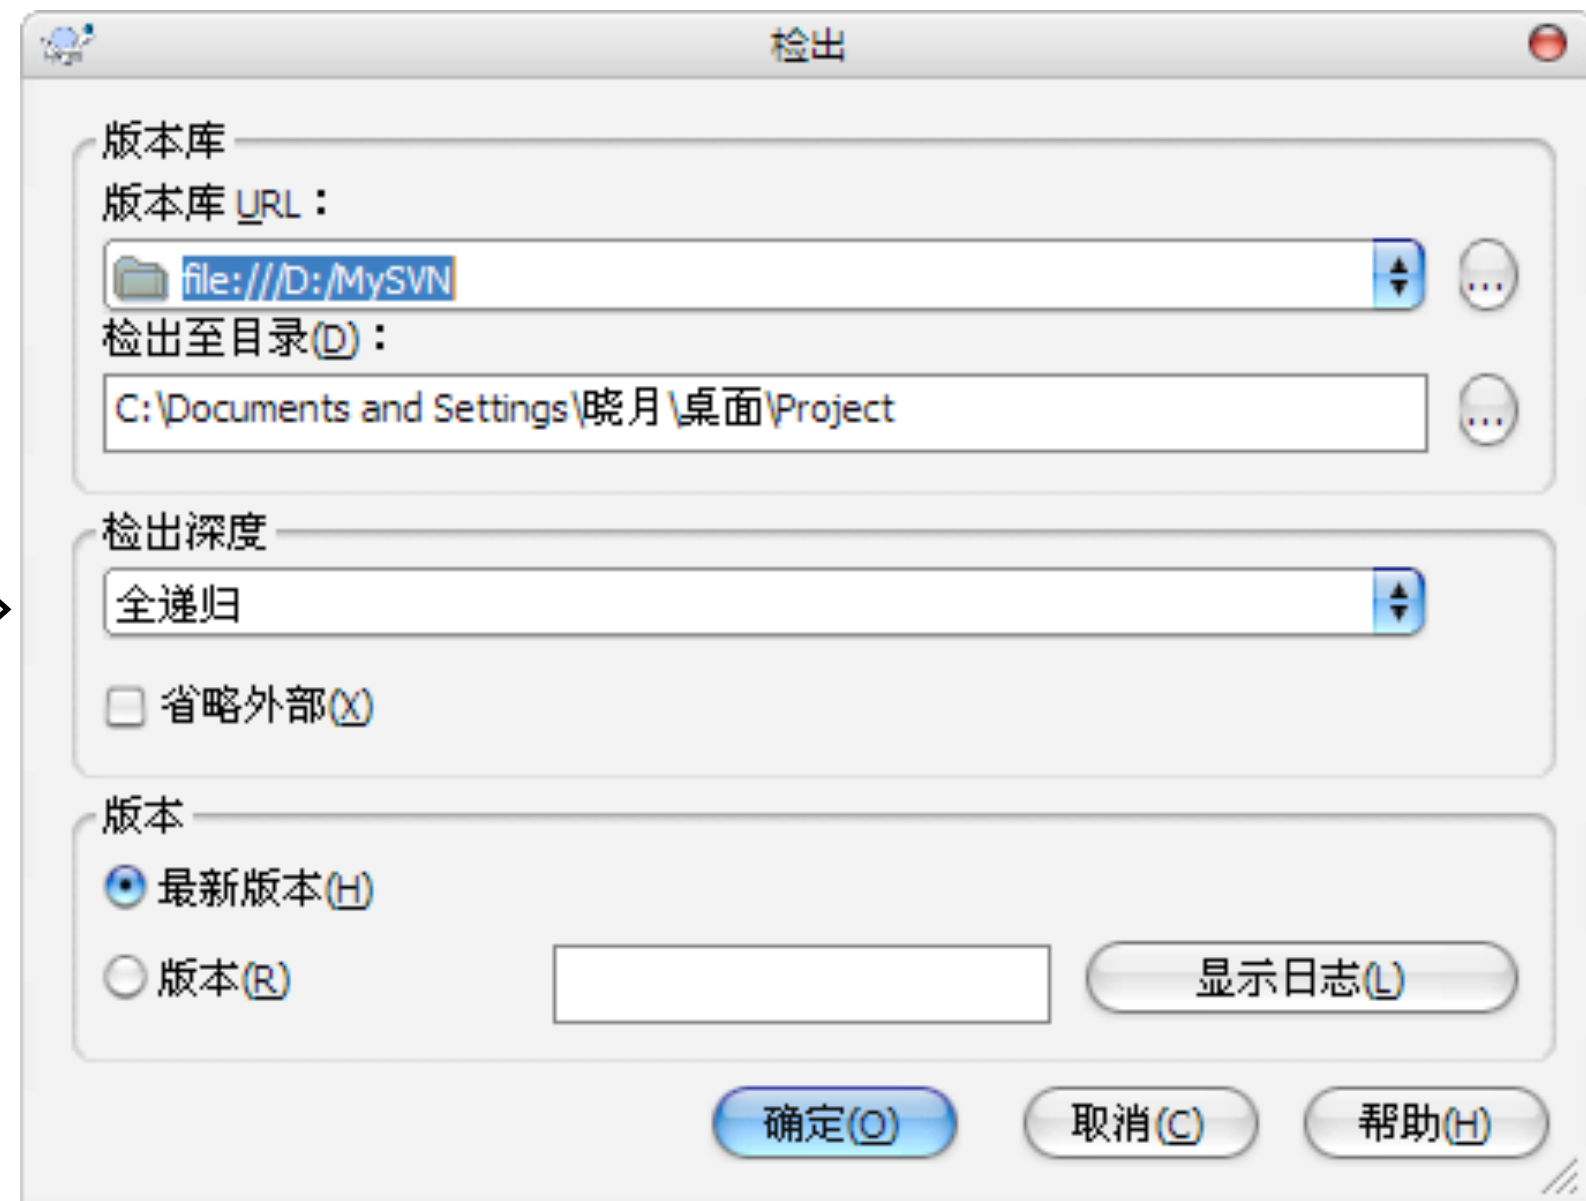 检出
版本库
版本库 URL：
file:///D:/MySVN
...
检出至目录(D)：
C:\Documents and Settings\晓月\桌面\Project
...
检出深度
全递归
省略外部(X)
版本
最新版本(H)
版本(R)
显示日志(L)
确定(O) 取消(C) 帮助(H)